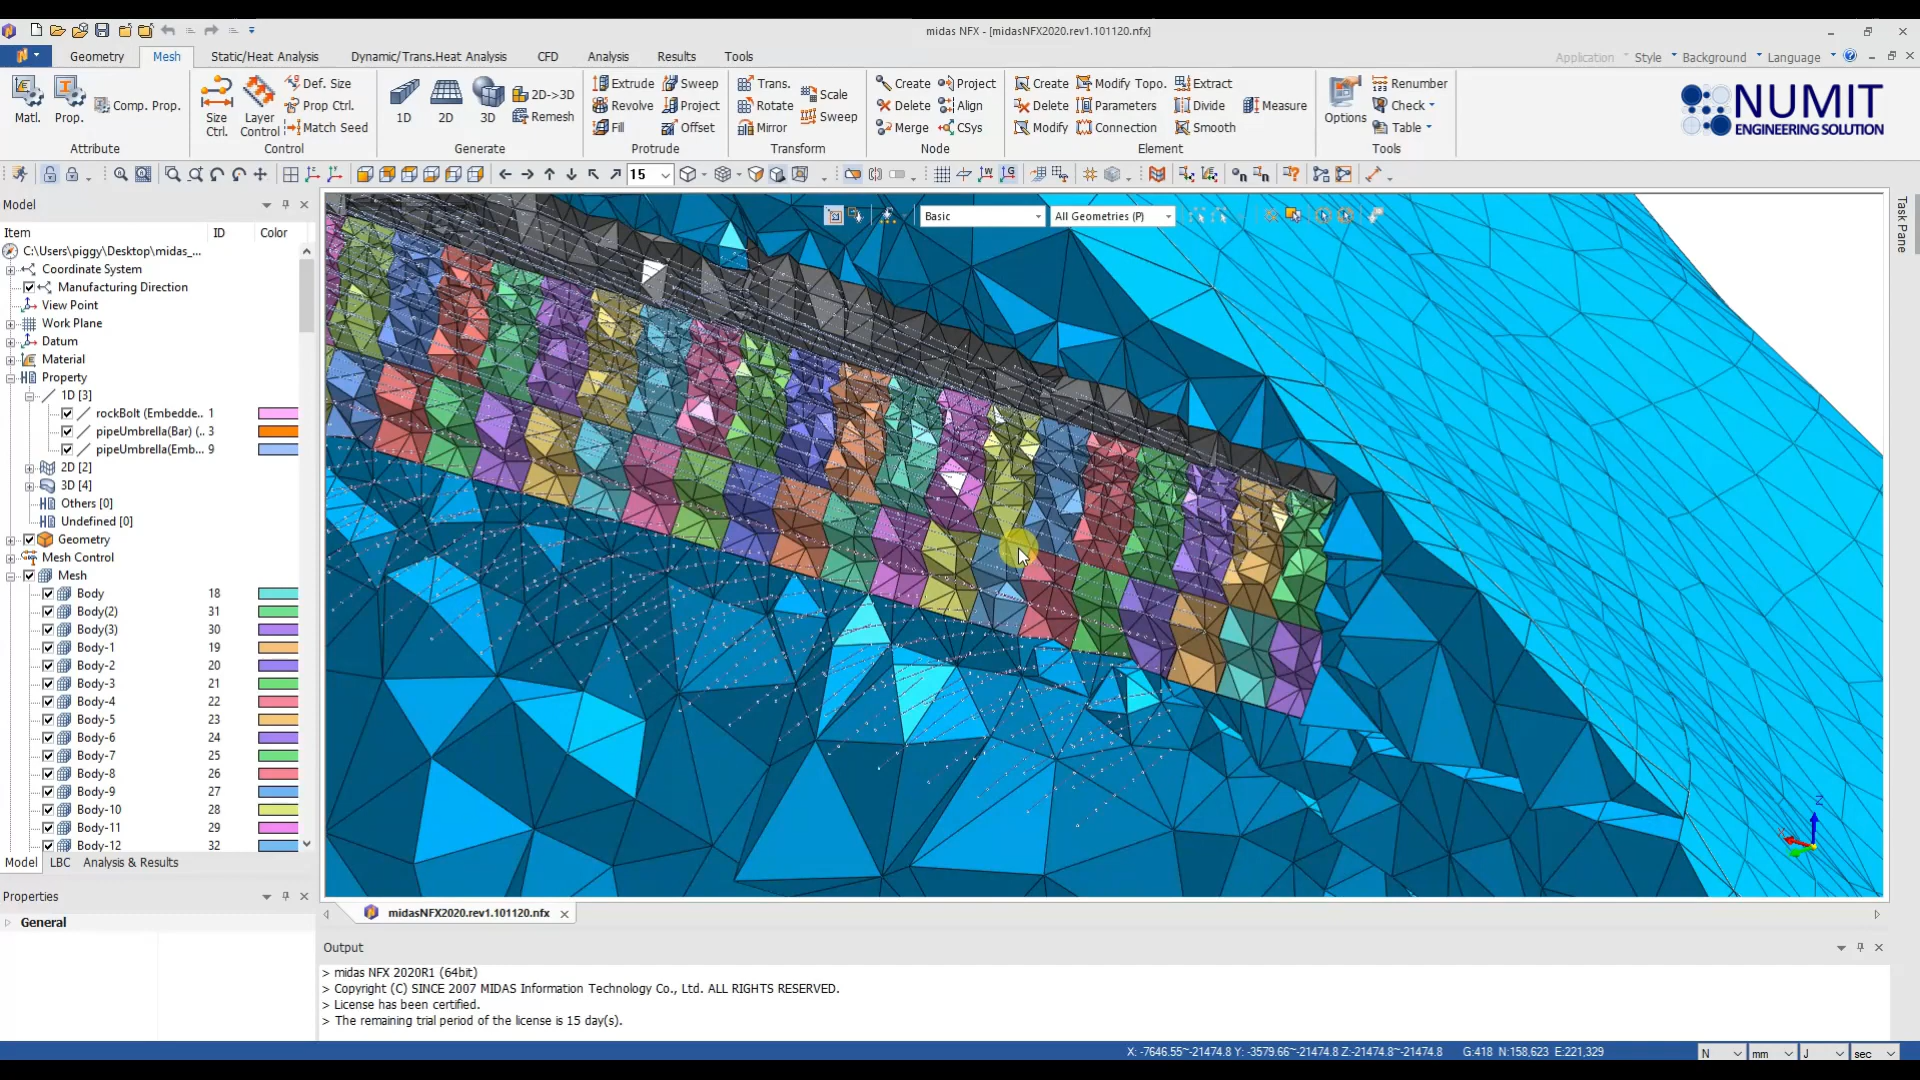 midas NFX - [midasNFX2020.rev1.101120.nfx]
Geometry Mesh Static/Heat Analysis Dynamic/Trans.Heat Analysis CFD Analysis Results Tools
Application Style Background Language
Matl. Prop. Comp. Prop.
Attribute
Size Ctrl. Layer Control Def. Size Prop Ctrl. Match Seed
Control
1D 2D 3D 2D->3D Remesh
Generate
Extrude Sweep
Revolve Project
Fill Offset
Protrude
Trans. Scale
Rotate Sweep
Mirror
Transform
Create Project
Delete Align
Merge CSys
Node
Create Modify Topo. Extract
Delete Parameters Divide Measure
Modify Connection Smooth
Element
Options Renumber
Check
Table
Tools
NUMIT
ENGINEERING SOLUTION
15
Model
Item ID Color
C:\Users\piggy\Desktop\midas_...
Coordinate System
Manufacturing Direction
View Point
Work Plane
Datum
Material
Property
1D [3]
rockBolt (Embedde.. 1
pipeUmbrella(Bar) (.. 3
pipeUmbrella(Emb... 9
2D [2]
3D [4]
Others [0]
Undefined [0]
Geometry
Mesh Control
Mesh
Body 18
Body(2) 31
Body(3) 30
Body-1 19
Body-2 20
Body-3 21
Body-4 22
Body-5 23
Body-6 24
Body-7 25
Body-8 26
Body-9 27
Body-10 28
Body-11 29
Body-12 32
Model LBC Analysis & Results
Properties
General
Basic All Geometries (P)
Task Pane
Z
midasNFX2020.rev1.101120.nfx
Output
> midas NFX 2020R1 (64bit)
> Copyright (C) SINCE 2007 MIDAS Information Technology Co., Ltd. ALL RIGHTS RESERVED.
> License has been certified.
> The remaining trial period of the license is 15 day(s).
X: -7646.55~-21474.8 Y: -3579.66~-21474.8 Z:-21474.8~-21474.8 G:418 N:158,623 E:221,329
N mm J sec